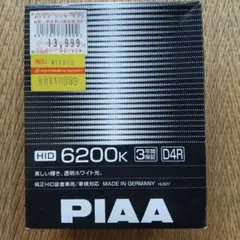 13,999
HID 6200K 3年間保証 D4R
美しい輝き、透明ホワイト光。
純正HID装着車用/車検対応 MADE IN GERMANY HL627
PIAA